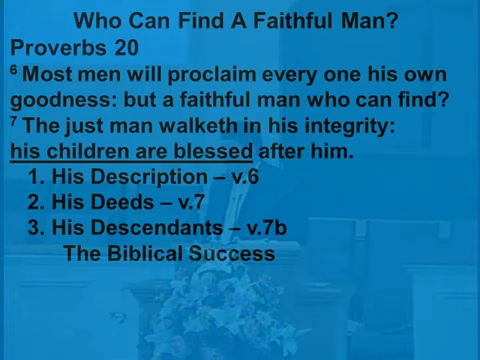 Who Can Find A Faithful Man?
Proverbs 20
6 Most men will proclaim every one his own
goodness: but a faithful man who can find?
7 The just man walketh in his integrity:
his children are blessed after him.
1. His Description – v.6
2. His Deeds – v.7
3. His Descendants – v.7b
The Biblical Success